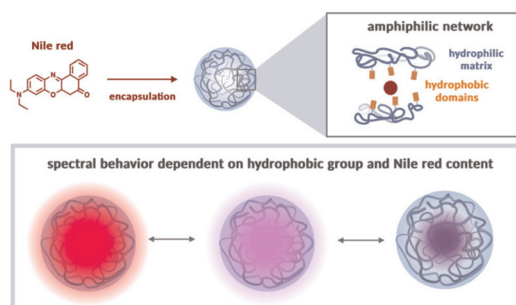 Nile red
N
N
O
O
encapsulation
amphiphilic network
hydrophilic
matrix
hydrophobic
domains
spectral behavior dependent on hydrophobic group and Nile red content